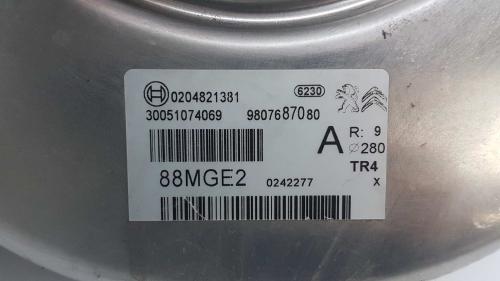 0204821381 6230
30051074069 9807687080
A R: 9
⌀280
TR4
88MGE2 0242277 X